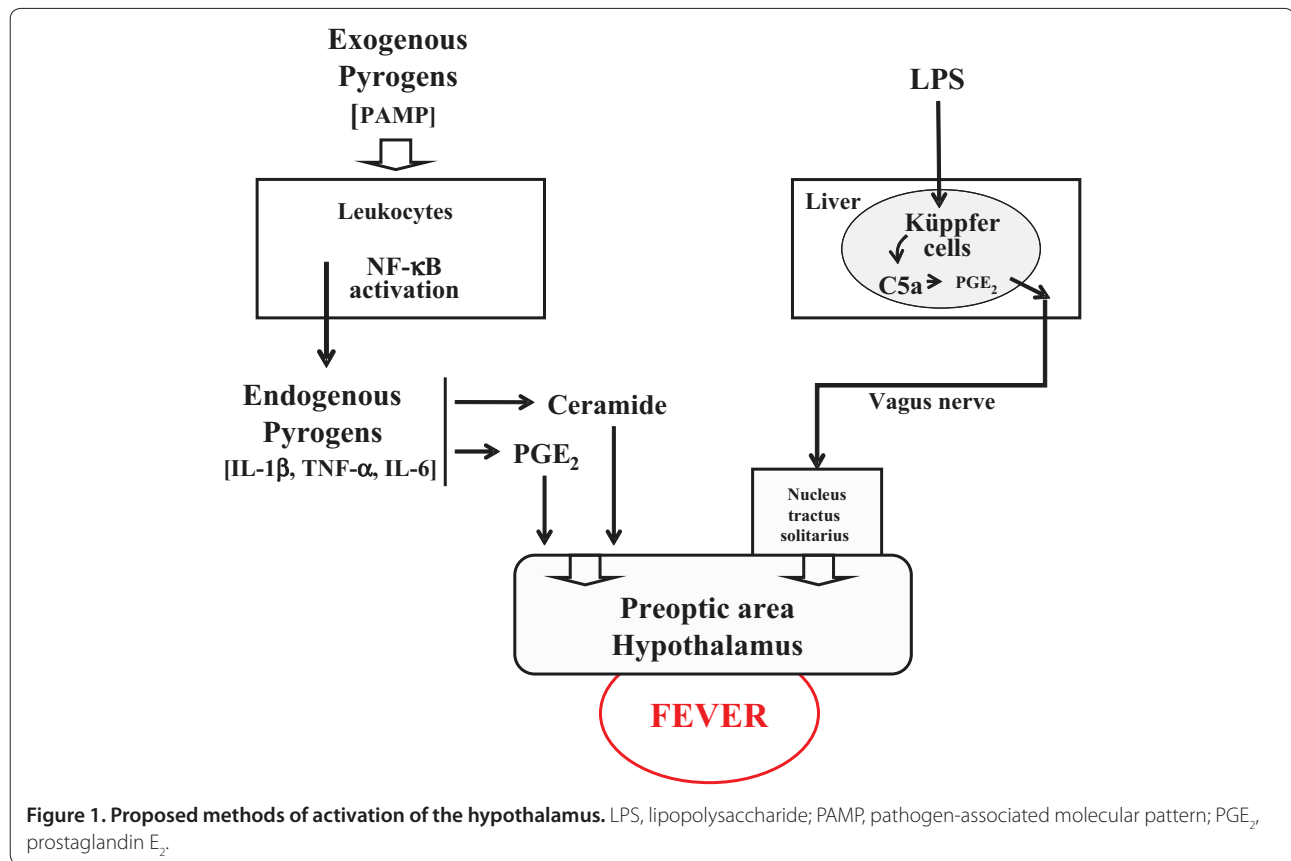 Exogenous
Pyrogens
[PAMP]
Leukocytes
NF-κB
activation
Endogenous
Pyrogens
[IL-1β, TNF-α, IL-6]
Ceramide
PGE₂
LPS
Liver
Küppfer
cells
C5a
PGE₂
Vagus nerve
Nucleus
tractus
solitarius
Preoptic area
Hypothalamus
FEVER
Figure 1. Proposed methods of activation of the hypothalamus. LPS, lipopolysaccharide; PAMP, pathogen-associated molecular pattern; PGE₂,
prostaglandin E₂.